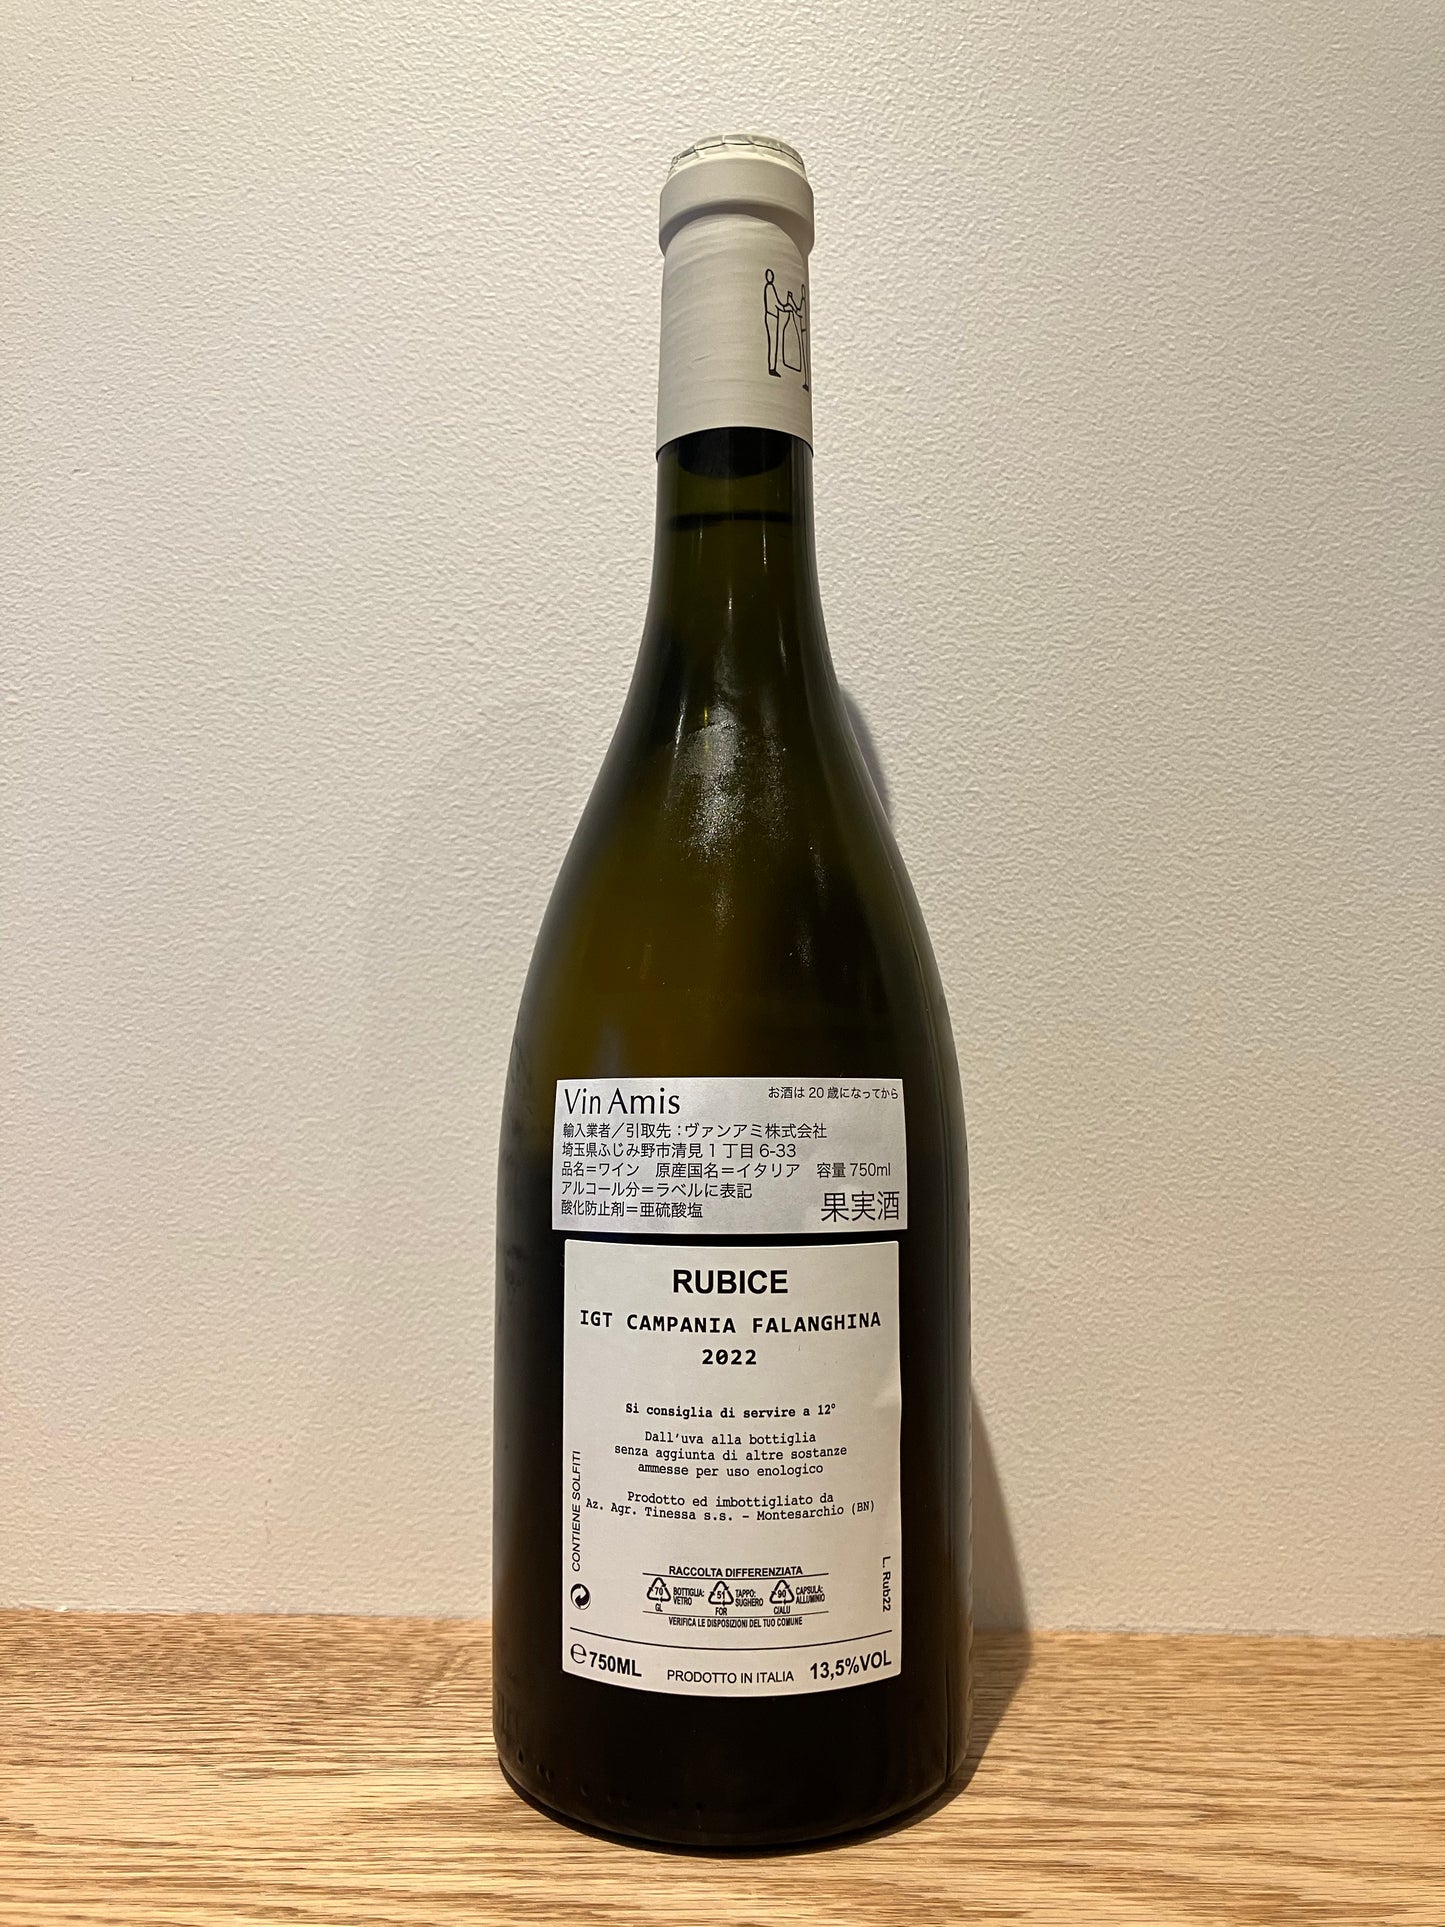 Vin Amis
お酒は20歳になってから
輸入業者／引取先：ヴァンアミ株式会社
埼玉県ふじみ野市清見1丁目6-33
品名＝ワイン 原産国名＝イタリア 容量750ml
アルコール分＝ラベルに表記
酸化防止剤＝亜硫酸塩
果実酒
RUBICE
IGT CAMPANIA FALANGHINA
2022
Si consiglia di servire a 12°
Dall'uva alla bottiglia
senza aggiunta di altre sostanze
ammesse per uso enologico
Prodotto ed imbottigliato da
Az. Agr. Tinessa s.s. - Montesarchio (BN)
CONTIENE SOLFITI
L. Rub22
RACCOLTA DIFFERENZIATA
70 BOTTIGLIA: 51 TAPPO: 90 CAPSULA:
VETRO SUGHERO ALLUMINIO
GL FOR C/ALU
VERIFICA LE DISPOSIZIONI DEL TUO COMUNE
℮750ML PRODOTTO IN ITALIA 13,5%VOL